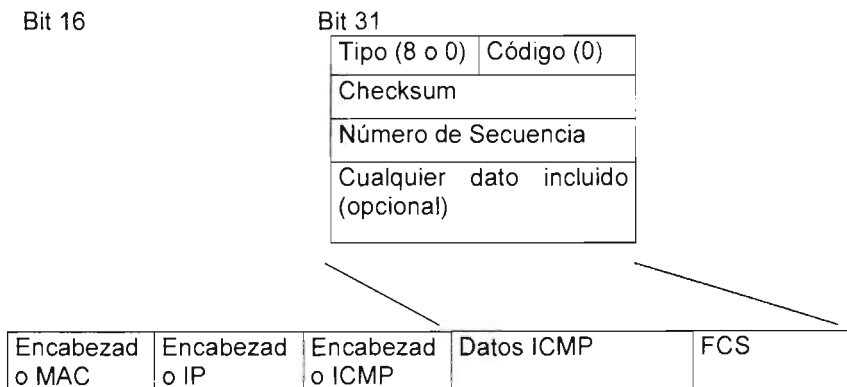 Bit 16 Bit 31
Tipo (8 o 0) Código (0)
Checksum
Número de Secuencia
Cualquier dato incluido
(opcional)
Encabezad Encabezad Encabezad Datos ICMP FCS
o MAC o IP o ICMP